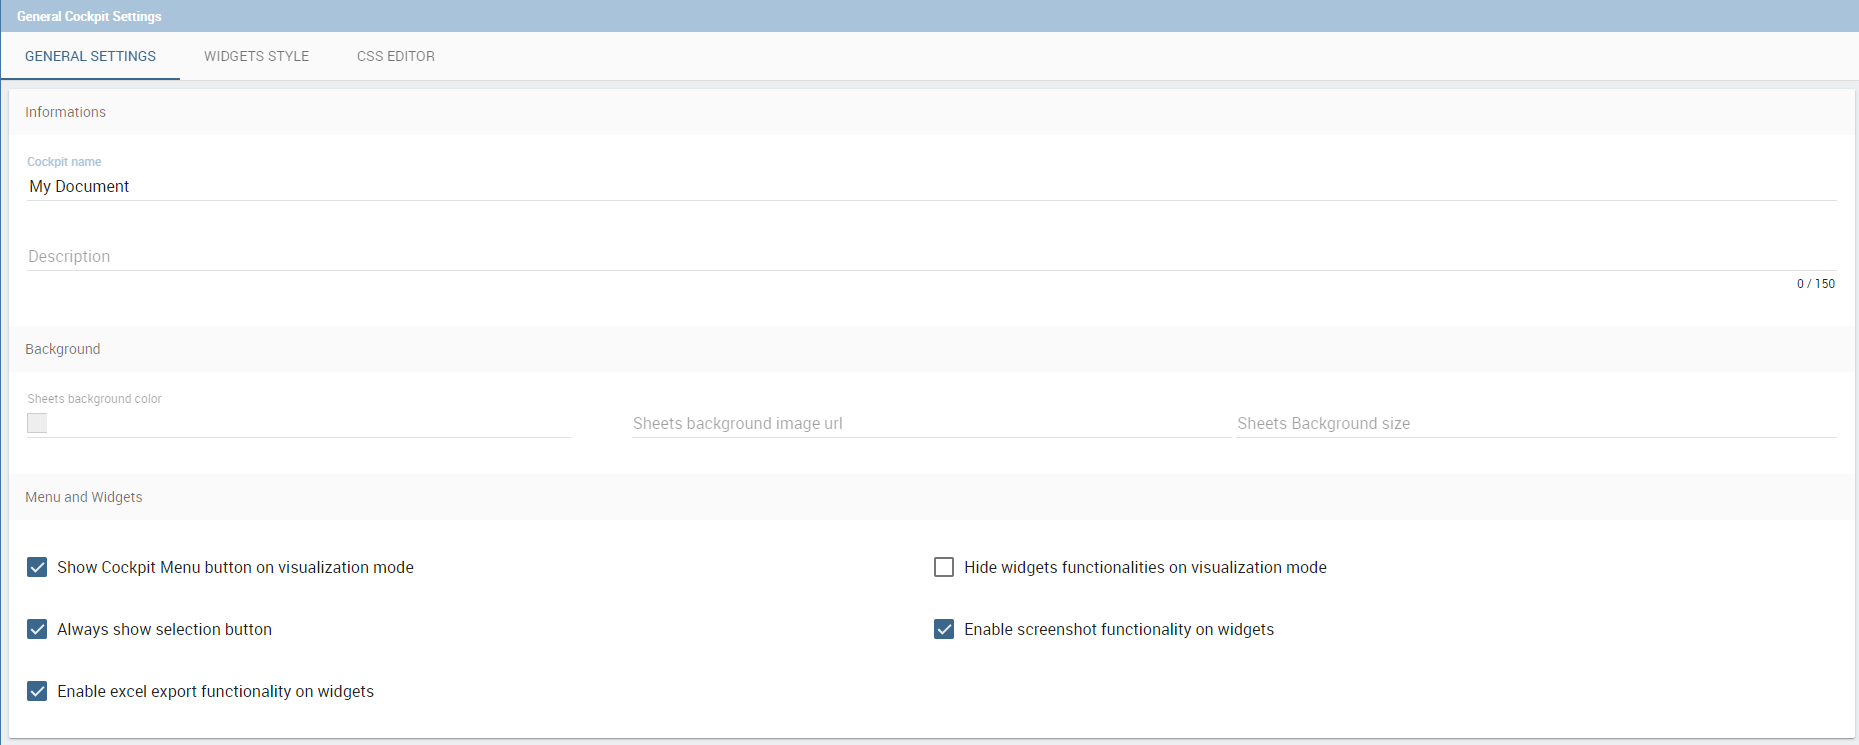 General Cockpit Settings
GENERAL SETTINGS WIDGETS STYLE CSS EDITOR
Informations
Cockpit name
My Document
Description
0 / 150
Background
Sheets background color
Sheets background image url Sheets Background size
Menu and Widgets
Show Cockpit Menu button on visualization mode Hide widgets functionalities on visualization mode
Always show selection button Enable screenshot functionality on widgets
Enable excel export functionality on widgets